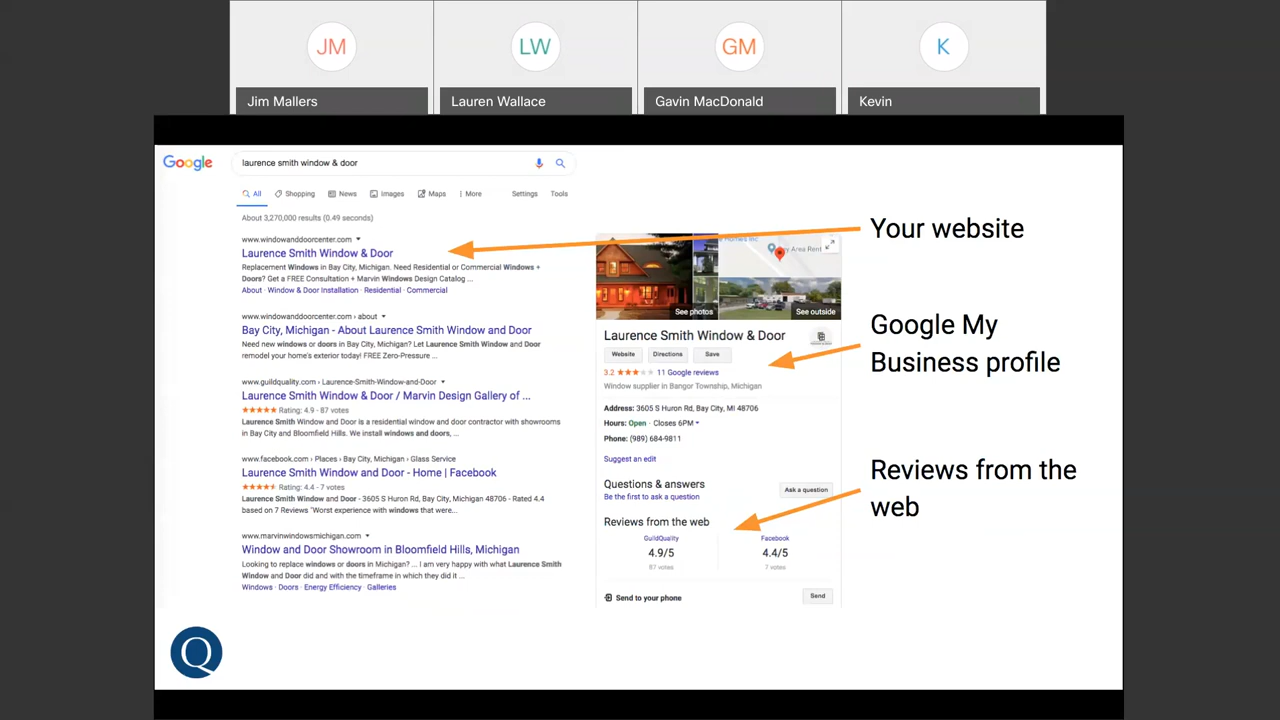 JM
LW
GM
K
Jim Mallers
Lauren Wallace
Gavin MacDonald
Kevin
Google
laurence smith window & door
All
Shopping
News
Images
Maps
More
Settings
Tools
About 3,270,000 results (0.49 seconds)
www.windowanddoorcenter.com
Laurence Smith Window & Door
Replacement Windows in Bay City, Michigan. Need Residential or Commercial Windows +
Doors? Get a FREE Consultation + Marvin Windows Design Catalog ...
About · Window & Door Installation · Residential · Commercial
www.windowanddoorcenter.com › about
Bay City, Michigan - About Laurence Smith Window and Door
Need new windows or doors in Bay City? Let Laurence Smith Window and Door
remodel your home's exterior today! FREE Zero-Pressure ...
www.guildquality.com › Laurence-Smith-Window-and-Door
Laurence Smith Window & Door / Marvin Design Gallery of ...
Rating: 4.9 - 87 votes
Laurence Smith Window and Door is a residential window and door contractor with showrooms
in Bay City and Bloomfield Hills. We install windows and doors, ...
www.facebook.com › Places › Bay City, Michigan › Glass Service
Laurence Smith Window and Door - Home | Facebook
Rating: 4.4 - 7 votes
Laurence Smith Window and Door - 3605 S Huron Rd, Bay City, Michigan 48706 - Rated 4.4
based on 7 Reviews "Worst experience with windows that were...
www.marvinwindowsmichigan.com
Window and Door Showroom in Bloomfield Hills, Michigan
Looking to replace windows or doors in Michigan? ... I am very happy with what Laurence Smith
Window and Door did and with the timeframe in which they did it ...
Windows · Doors · Energy Efficiency · Galleries
Homes Inc
Bay Area Rent
See photos
See outside
Laurence Smith Window & Door
Website
Directions
Save
3.2 11 Google reviews
Window supplier in Bangor Township, Michigan
Address: 3605 S Huron Rd, Bay City, MI 48706
Hours: Open · Closes 6PM
Phone: (989) 684-9811
Suggest an edit
Questions & answers
Be the first to ask a question
Ask a question
Reviews from the web
GuildQuality
4.9/5
87 votes
Facebook
4.4/5
7 votes
Send to your phone
Send
Your website
Google My
Business profile
Reviews from the
web
Q